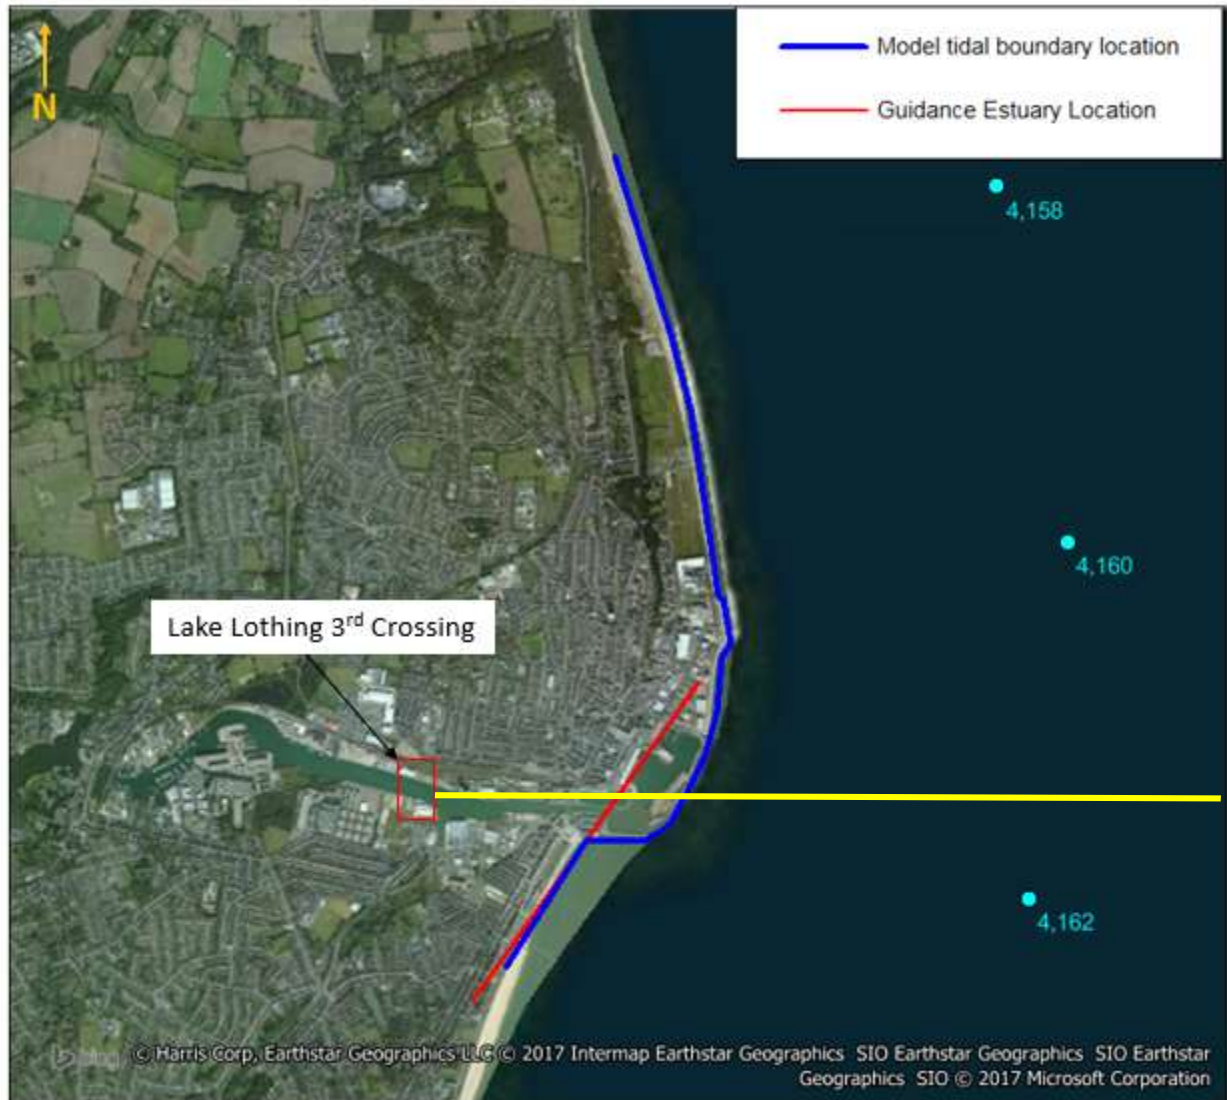 Model tidal boundary location
Guidance Estuary Location
N
4,158
4,160
Lake Lothing 3rd Crossing
4,162
© Harris Corp, Earthstar Geographics LLC © 2017 Intermap Earthstar Geographics SIO Earthstar Geographics SIO Earthstar
Geographics SIO © 2017 Microsoft Corporation